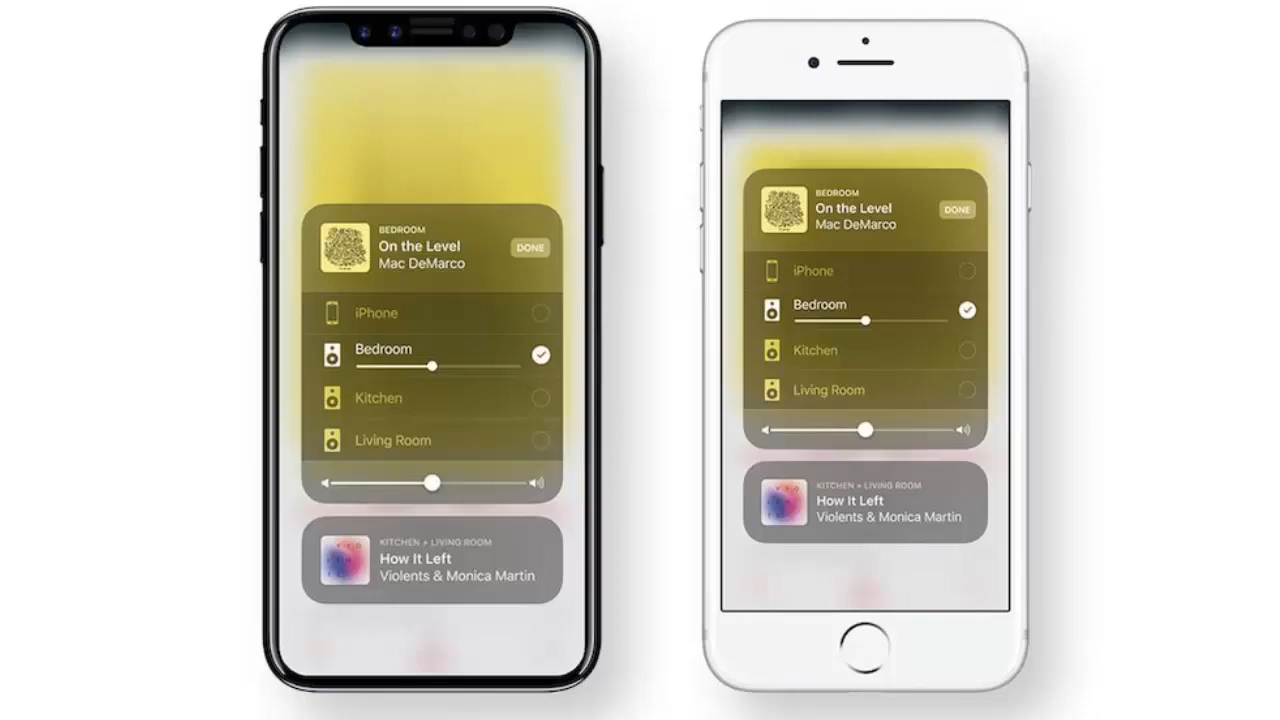 BEDROOM
On the Level
Mac DeMarco
DONE
iPhone
Bedroom
Kitchen
Living Room
KITCHEN + LIVING ROOM
How It Left
Violents & Monica Martin
BEDROOM
On the Level
Mac DeMarco
DONE
iPhone
Bedroom
Kitchen
Living Room
KITCHEN + LIVING ROOM
How It Left
Violents & Monica Martin